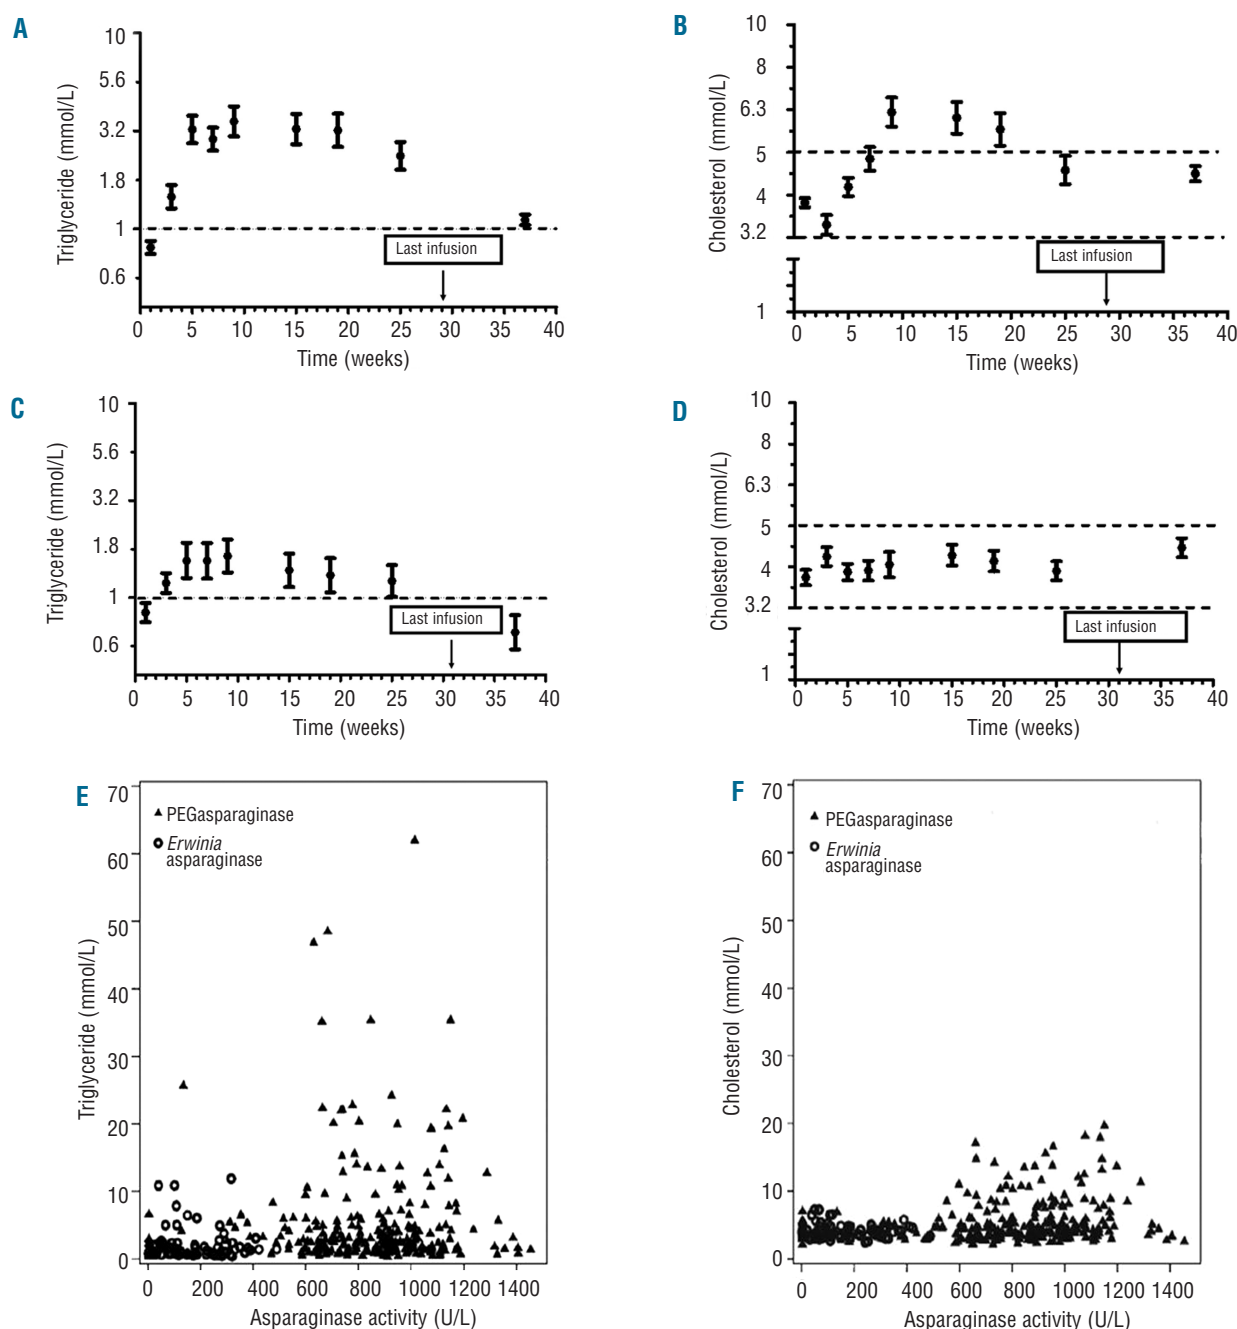 A
Triglyceride (mmol/L)
10
5.6
3.2
1.8
1
0.6
Last infusion
0 5 10 15 20 25 30 35 40
Time (weeks)
B
Cholesterol (mmol/L)
10
8
6.3
5
4
3.2
1
Last infusion
0 5 10 15 20 25 30 35 40
Time (weeks)
C
Triglyceride (mmol/L)
10
5.6
3.2
1.8
1
0.6
Last infusion
0 5 10 15 20 25 30 35 40
Time (weeks)
D
Cholesterol (mmol/L)
10
8
6.3
5
4
3.2
1
Last infusion
0 5 10 15 20 25 30 35 40
Time (weeks)
E
Triglyceride (mmol/L)
70
60
50
40
30
20
10
0
PEGasparaginase
Erwinia
asparaginase
0 200 400 600 800 1000 1200 1400
Asparaginase activity (U/L)
F
Cholesterol (mmol/L)
70
60
50
40
30
20
10
0
PEGasparaginase
Erwinia
asparaginase
0 200 400 600 800 1000 1200 1400
Asparaginase activity (U/L)